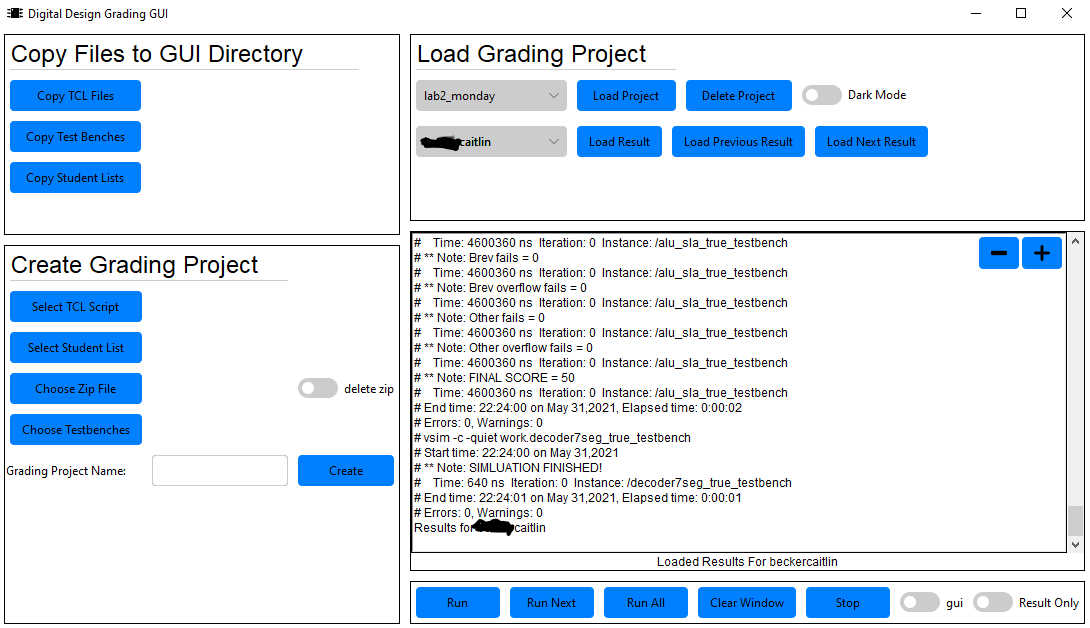 Digital Design Grading GUI
Copy Files to GUI Directory
Copy TCL Files
Copy Test Benches
Copy Student Lists
Create Grading Project
Select TCL Script
Select Student List
Choose Zip File
delete zip
Choose Testbenches
Grading Project Name:
Create
Load Grading Project
lab2_monday
Load Project
Delete Project
Dark Mode
caitlin
Load Result
Load Previous Result
Load Next Result
# Time: 4600360 ns Iteration: 0 Instance: /alu_sla_true_testbench
# ** Note: Brev fails = 0
# Time: 4600360 ns Iteration: 0 Instance: /alu_sla_true_testbench
# ** Note: Brev overflow fails = 0
# Time: 4600360 ns Iteration: 0 Instance: /alu_sla_true_testbench
# ** Note: Other fails = 0
# Time: 4600360 ns Iteration: 0 Instance: /alu_sla_true_testbench
# ** Note: Other overflow fails = 0
# Time: 4600360 ns Iteration: 0 Instance: /alu_sla_true_testbench
# ** Note: FINAL SCORE = 50
# Time: 4600360 ns Iteration: 0 Instance: /alu_sla_true_testbench
# End time: 22:24:00 on May 31,2021, Elapsed time: 0:00:02
# Errors: 0, Warnings: 0
# vsim -c -quiet work.decoder7seg_true_testbench
# Start time: 22:24:00 on May 31,2021
# ** Note: SIMLUATION FINISHED!
# Time: 640 ns Iteration: 0 Instance: /decoder7seg_true_testbench
# End time: 22:24:01 on May 31,2021, Elapsed time: 0:00:01
# Errors: 0, Warnings: 0
Results for caitlin
Loaded Results For beckercaitlin
Run
Run Next
Run All
Clear Window
Stop
gui
Result Only